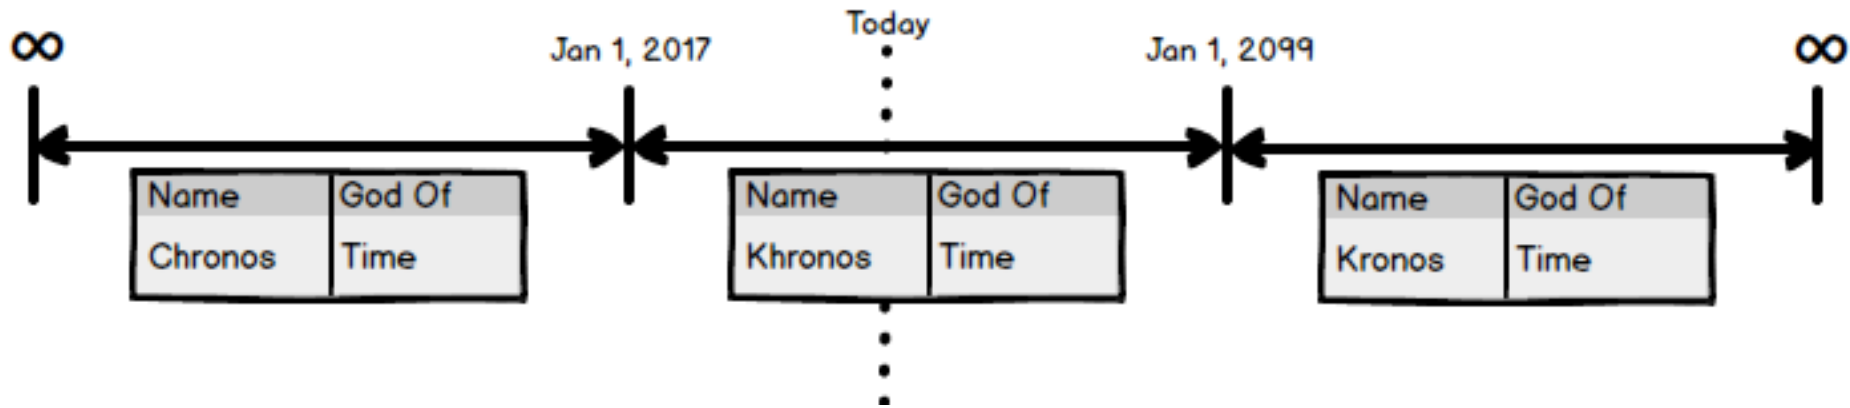 Today
∞ Jan 1, 2017 Jan 1, 2099 ∞
Name God Of
Chronos Time
Name God Of
Khronos Time
Name God Of
Kronos Time